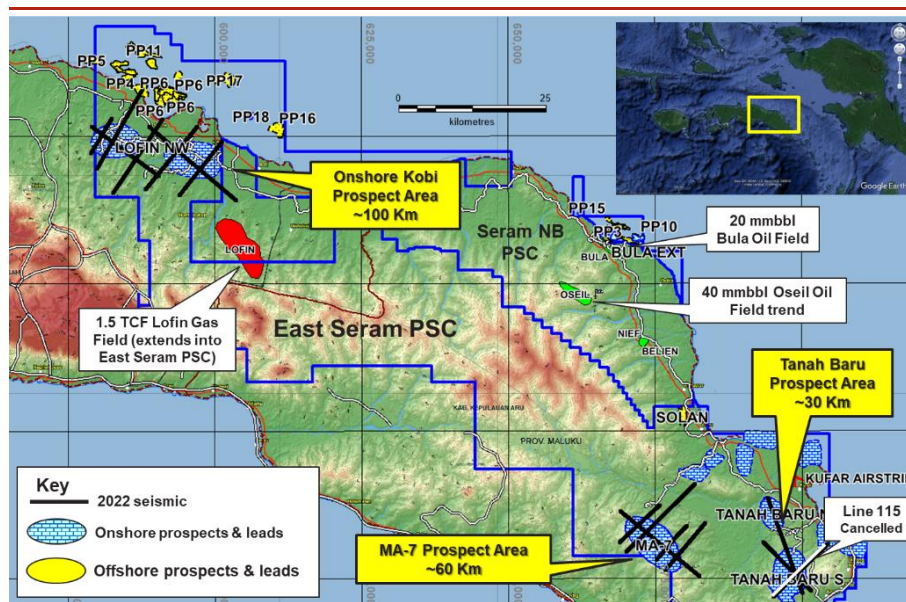 600,000
625,000
650,000
PP11
PP5
PP4
PP6
PP6
PP17
PP6
PP6
PP18
PP16
0
25
kilometres
Google Earth
LOFIN NW
Onshore Kobi
Prospect Area
~100 Km
PP15
PP3
PP10
BULA
BULA EXT
20 mmbbl
Bula Oil Field
Seram NB
PSC
LOFIN
OSEIL
40 mmbbl Oseil Oil
Field trend
1.5 TCF Lofin Gas
Field (extends into
East Seram PSC)
East Seram PSC
NIEF
BELIEN
Tanah Baru
Prospect Area
~30 Km
KAB. KEPULAUAN ARU
SOLAN
PROV. MALUKU
KUFAR AIRSTRI
Key
2022 seismic
Onshore prospects & leads
Offshore prospects & leads
TANAH BARU N
Line 115
Cancelled
MA-7
MA-7 Prospect Area
~60 Km
TANAH BARU S